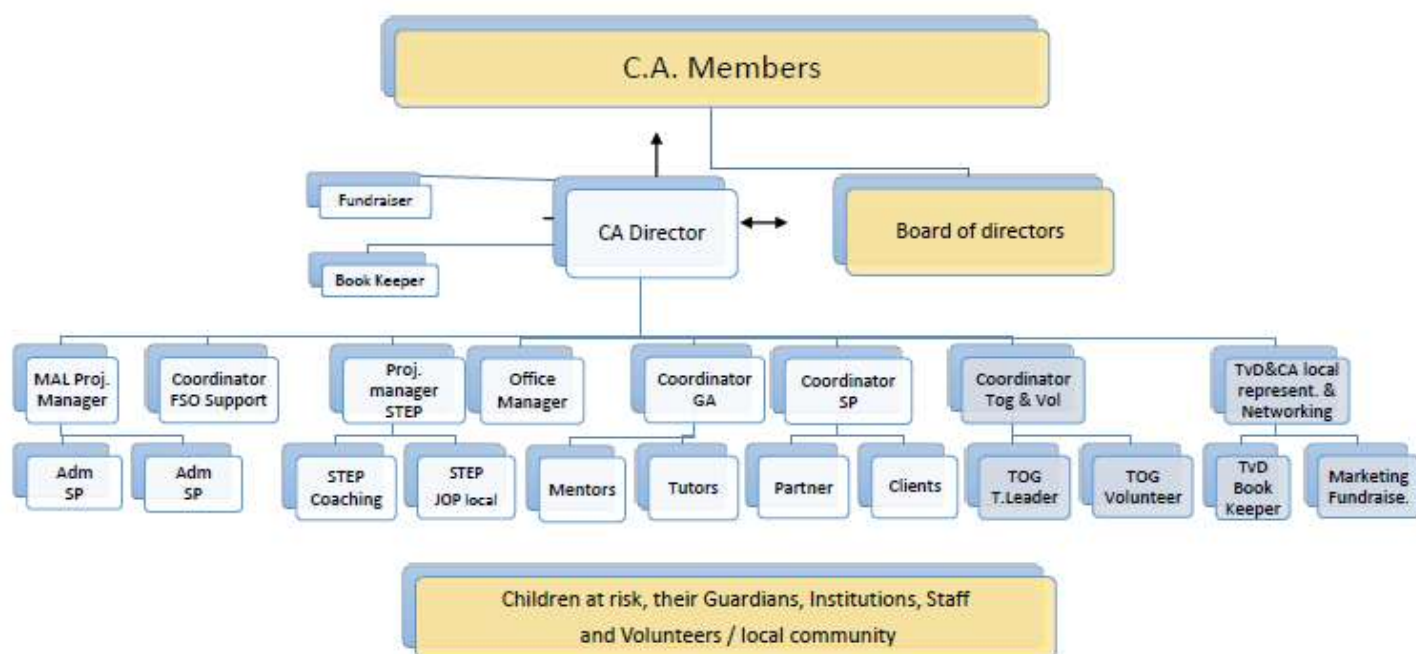 C.A. Members
Fundraiser
CA Director
Board of directors
Book Keeper
MAL Proj.
Manager
Coordinator
FSO Support
Proj.
manager
STEP
Office
Manager
Coordinator
GA
Coordinator
SP
Coordinator
Tog & Vol
TvD&CA local
represent. &
Networking
Adm
SP
Adm
SP
STEP
Coaching
STEP
JOP local
Mentors
Tutors
Partner
Clients
TOG
T.Leader
TOG
Volunteer
TvD
Book
Keeper
Marketing
Fundraise.
Children at risk, their Guardians, Institutions, Staff
and Volunteers / local community